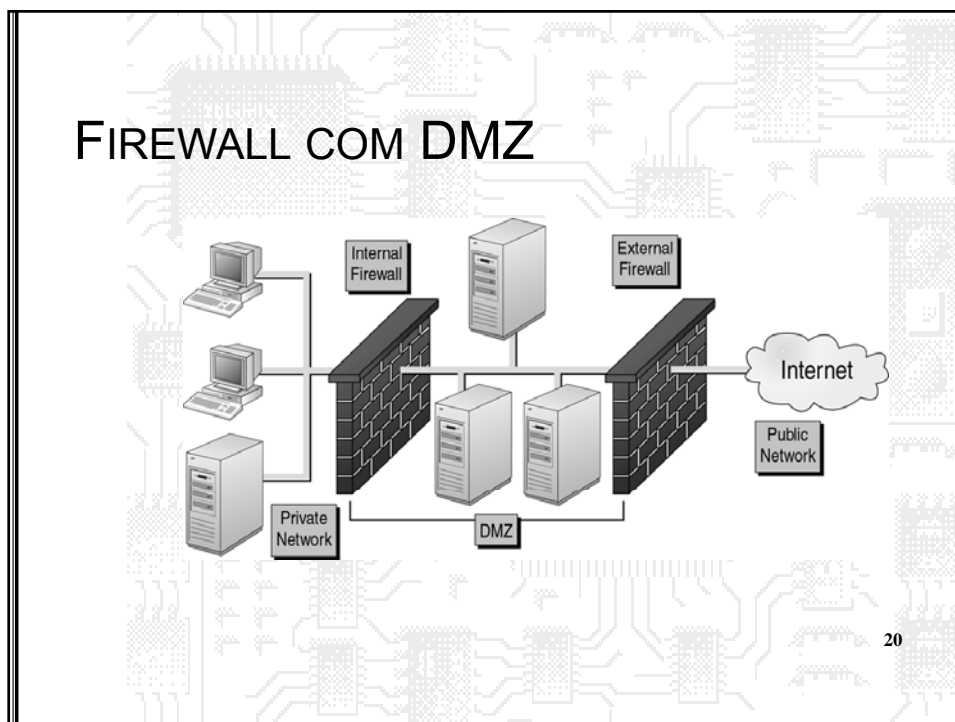 FIREWALL COM DMZ
Internal
Firewall
External
Firewall
Internet
Public
Network
Private
Network
DMZ
20